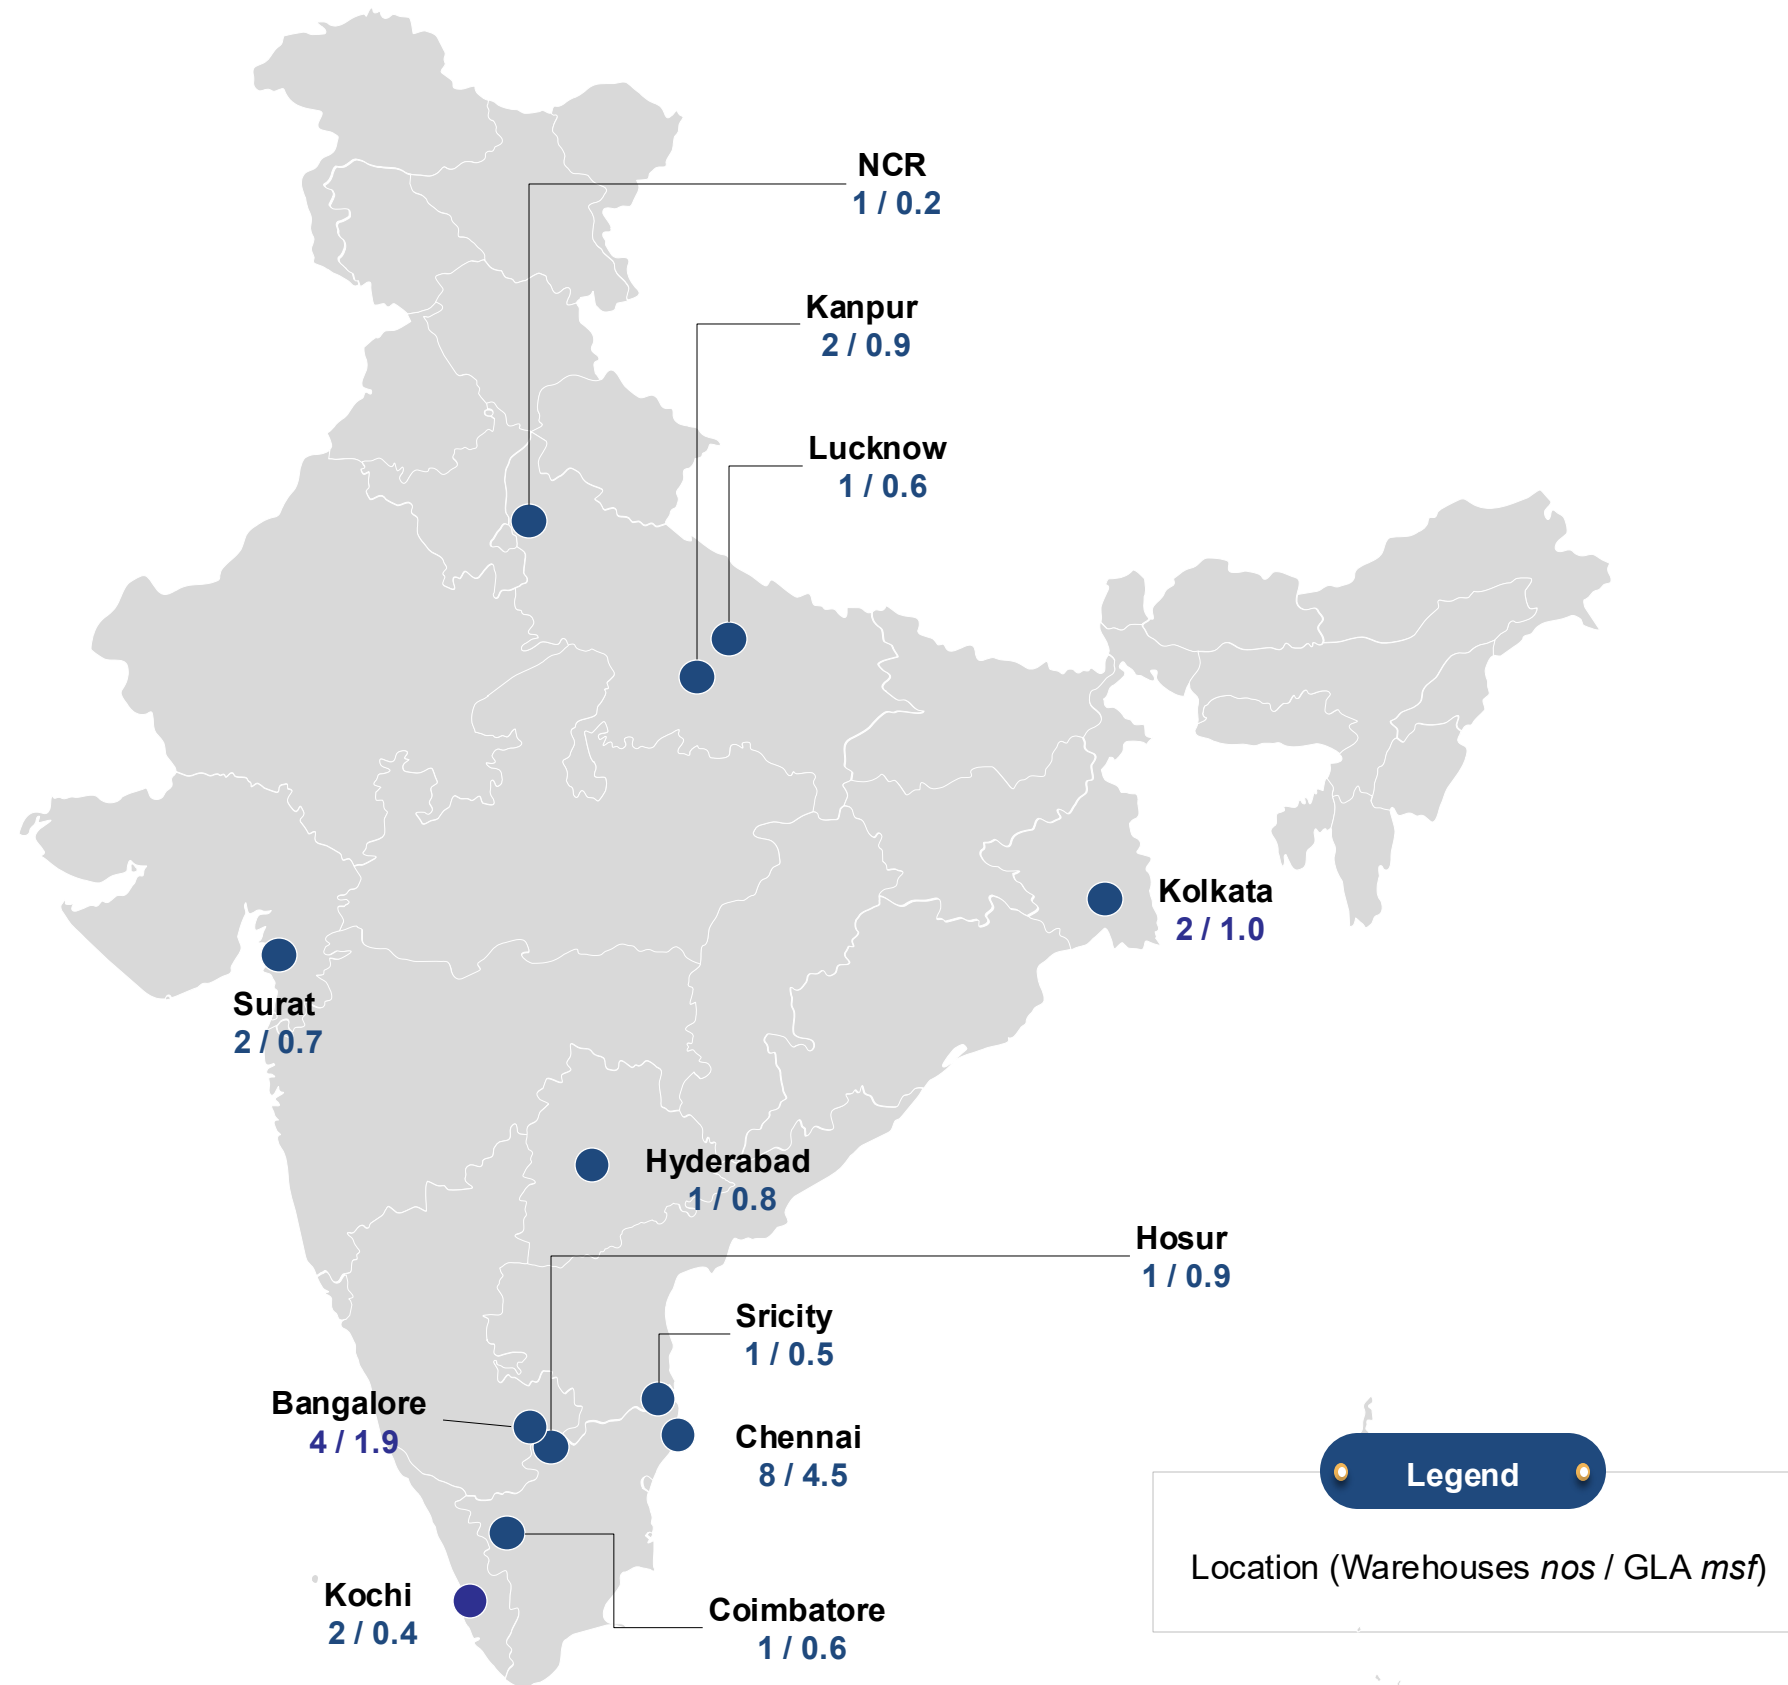 NCR
1 / 0.2
Kanpur
2 / 0.9
Lucknow
1 / 0.6
Kolkata
2 / 1.0
Surat
2 / 0.7
Hyderabad
1 / 0.8
Hosur
1 / 0.9
Sricity
1 / 0.5
Bangalore
4 / 1.9
Chennai
8 / 4.5
Kochi
2 / 0.4
Coimbatore
1 / 0.6
Legend
Location (Warehouses nos / GLA msf)